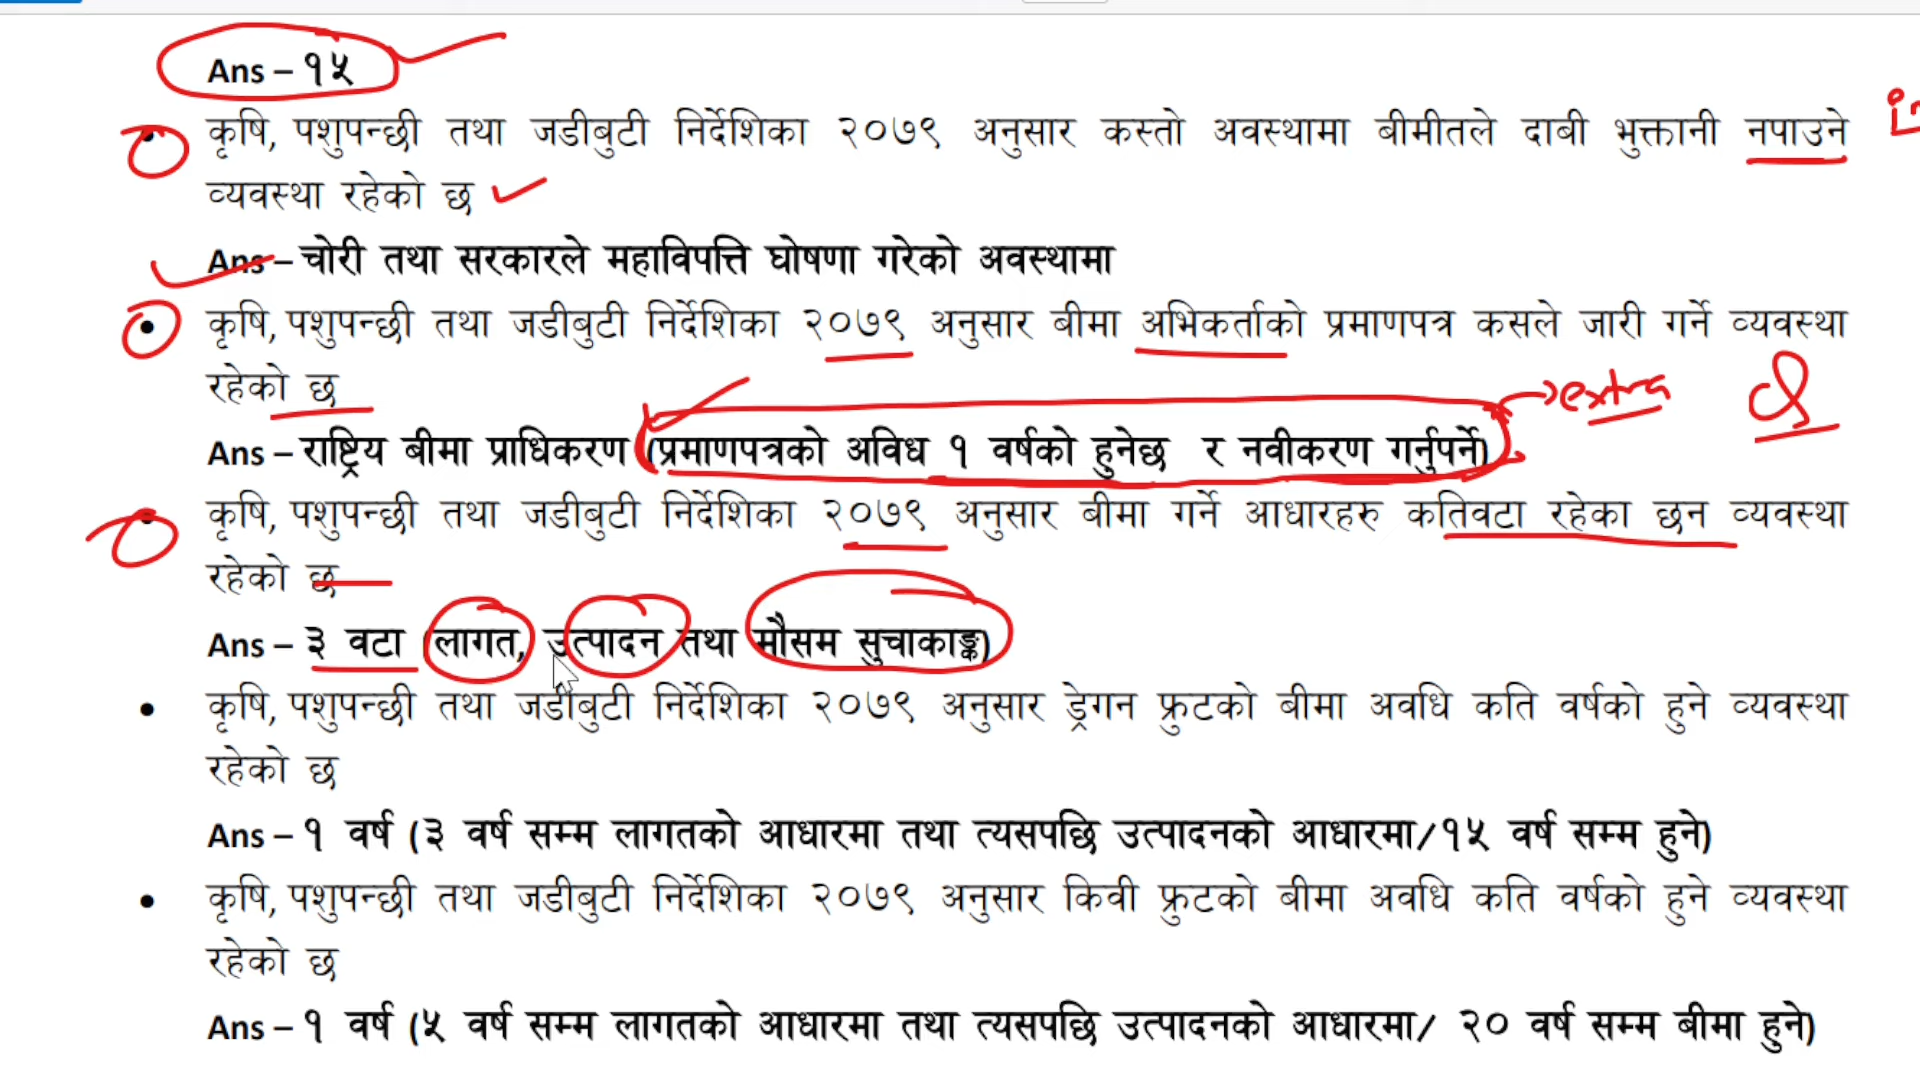 Ans – १५
कृषि, पशुपन्छी तथा जडीबुटी निर्देशिका २०७९ अनुसार कस्तो अवस्थामा बीमीतले दाबी भुक्तानी नपाउने
व्यवस्था रहेको छ
Ans – चोरी तथा सरकारले महाविपत्ति घोषणा गरेको अवस्थामा
कृषि, पशुपन्छी तथा जडीबुटी निर्देशिका २०७९ अनुसार बीमा अभिकर्ताको प्रमाणपत्र कसले जारी गर्ने व्यवस्था
रहेको छ
extra
Ans – राष्ट्रिय बीमा प्राधिकरण (प्रमाणपत्रको अविध १ वर्षको हुनेछ र नवीकरण गर्नुपर्ने)
कृषि, पशुपन्छी तथा जडीबुटी निर्देशिका २०७९ अनुसार बीमा गर्ने आधारहरु कतिवटा रहेका छन व्यवस्था
रहेको छ
Ans – ३ वटा (लागत, उत्पादन तथा मौसम सुचाकाङ्क)
कृषि, पशुपन्छी तथा जडीबुटी निर्देशिका २०७९ अनुसार ड्रेगन फ्रुटको बीमा अवधि कति वर्षको हुने व्यवस्था
रहेको छ
Ans – १ वर्ष (३ वर्ष सम्म लागतको आधारमा तथा त्यसपछि उत्पादनको आधारमा/१५ वर्ष सम्म हुने)
कृषि, पशुपन्छी तथा जडीबुटी निर्देशिका २०७९ अनुसार किवी फ्रुटको बीमा अवधि कति वर्षको हुने व्यवस्था
रहेको छ
Ans – १ वर्ष (५ वर्ष सम्म लागतको आधारमा तथा त्यसपछि उत्पादनको आधारमा/ २० वर्ष सम्म बीमा हुने)